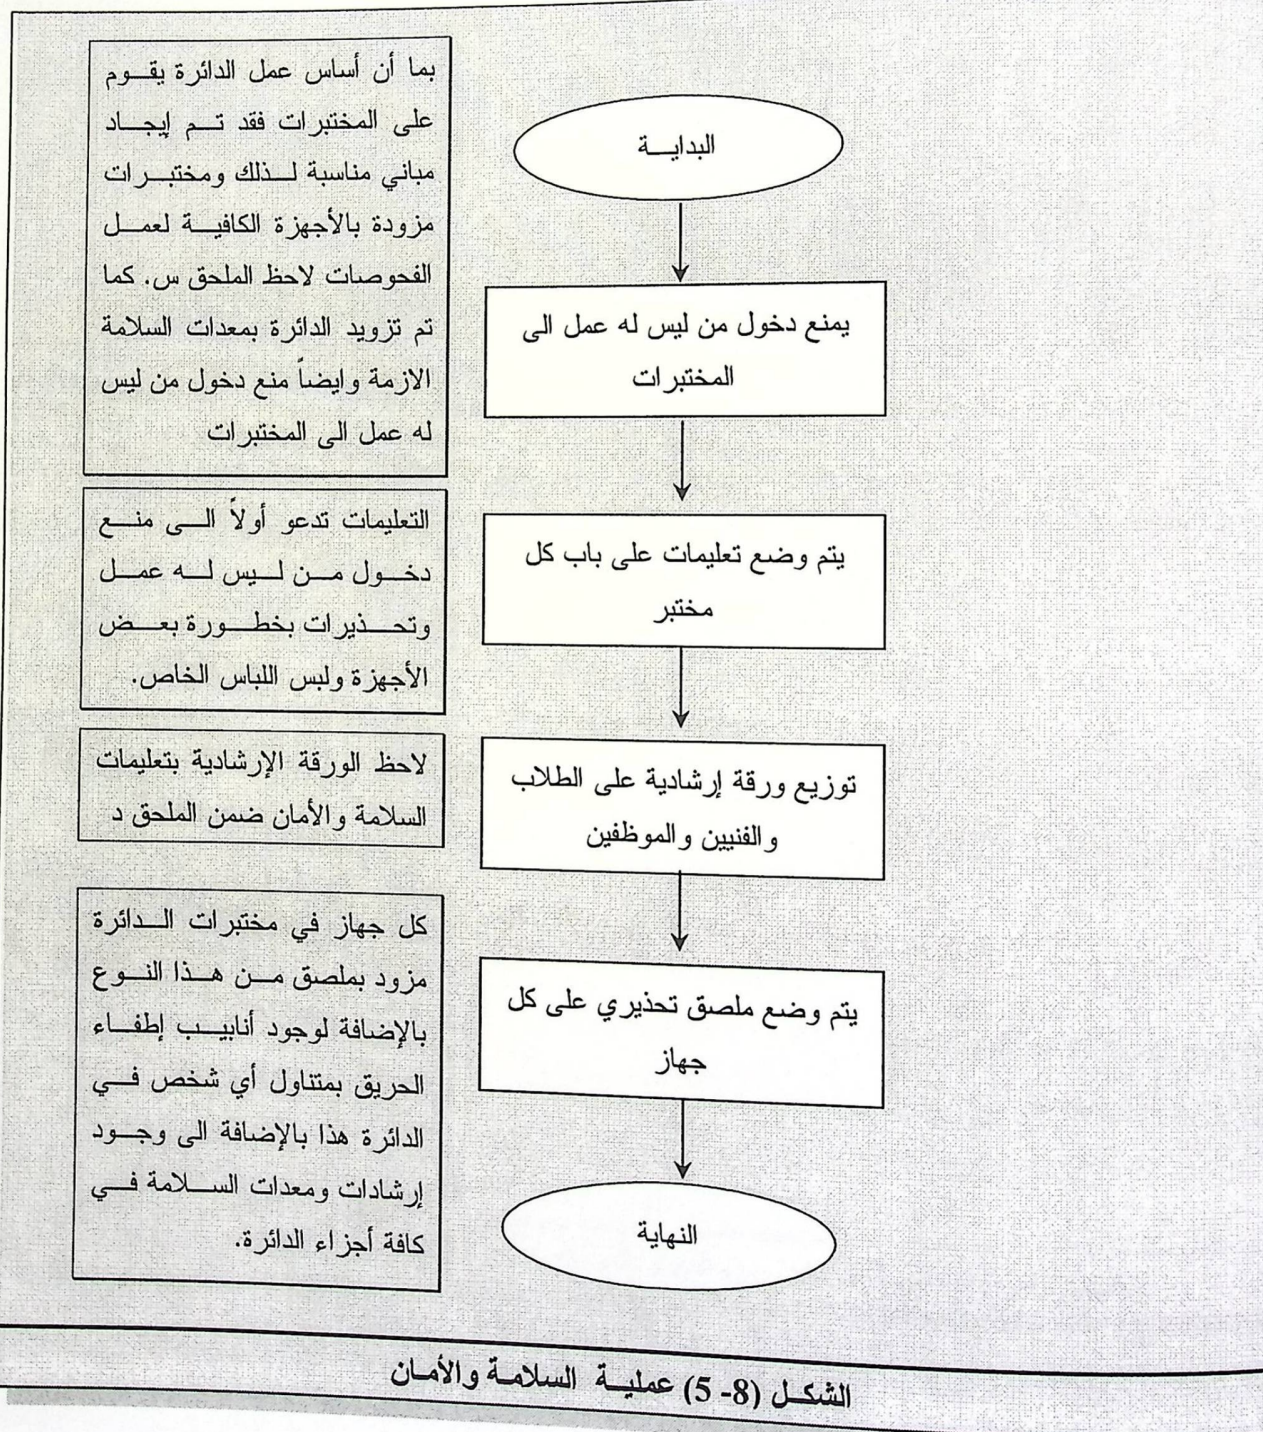 البداية
يمنع دخول من ليس له عمل الى
المختبرات
يتم وضع تعليمات على باب كل
مختبر
توزيع ورقة إرشادية على الطلاب
والفنيين والموظفين
يتم وضع ملصق تحذيري على كل
جهاز
النهاية
بما أن أساس عمل الدائرة يقوم
على المختبرات فقد تم إيجاد
مباني مناسبة لذلك ومختبرات
مزودة بالأجهزة الكافية لعمل
الفحوصات لاحظ الملحق س. كما
تم تزويد الدائرة بمعدات السلامة
الازمة وايضاً منع دخول من ليس
له عمل الى المختبرات
التعليمات تدعو أولاً الى منع
دخول من ليس له عمل
وتحذيرات بخطورة بعض
الأجهزة ولبس اللباس الخاص.
لاحظ الورقة الإرشادية بتعليمات
السلامة والأمان ضمن الملحق د
كل جهاز في مختبرات الدائرة
مزود بملصق من هذا النوع
بالإضافة لوجود أنابيب إطفاء
الحريق بمتناول أي شخص في
الدائرة هذا بالإضافة الى وجود
إرشادات ومعدات السلامة في
كافة أجزاء الدائرة.
الشكل (8- 5) عملية السلامة والأمان